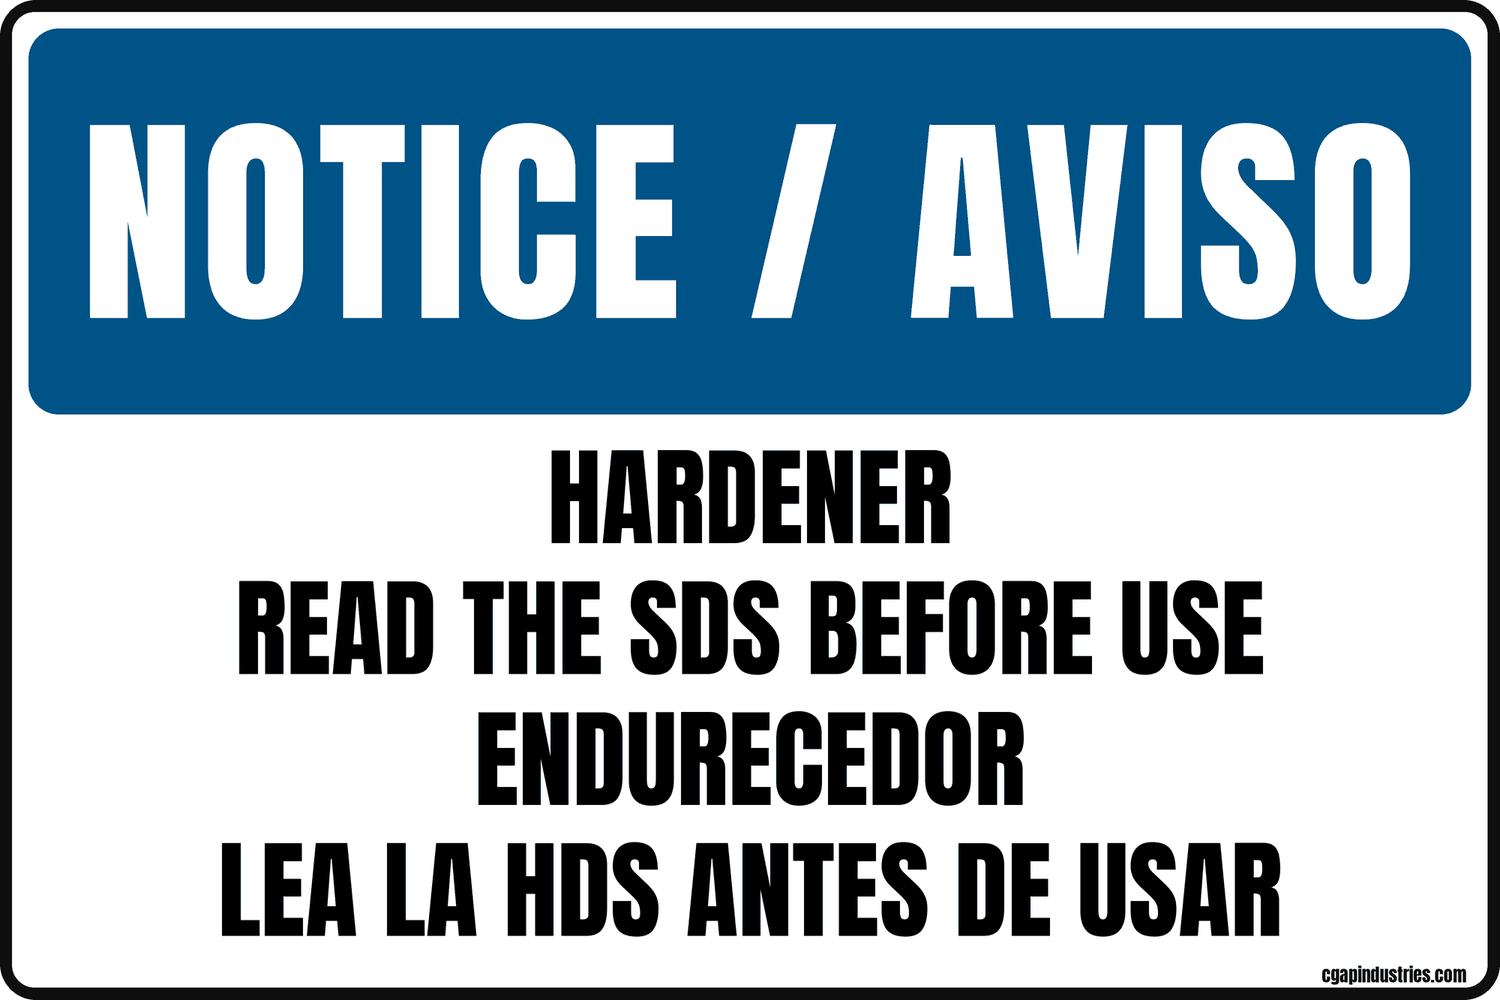 NOTICE / AVISO
HARDENER
READ THE SDS BEFORE USE
ENDURECEDOR
LEA LA HDS ANTES DE USAR
cgapindustries.com